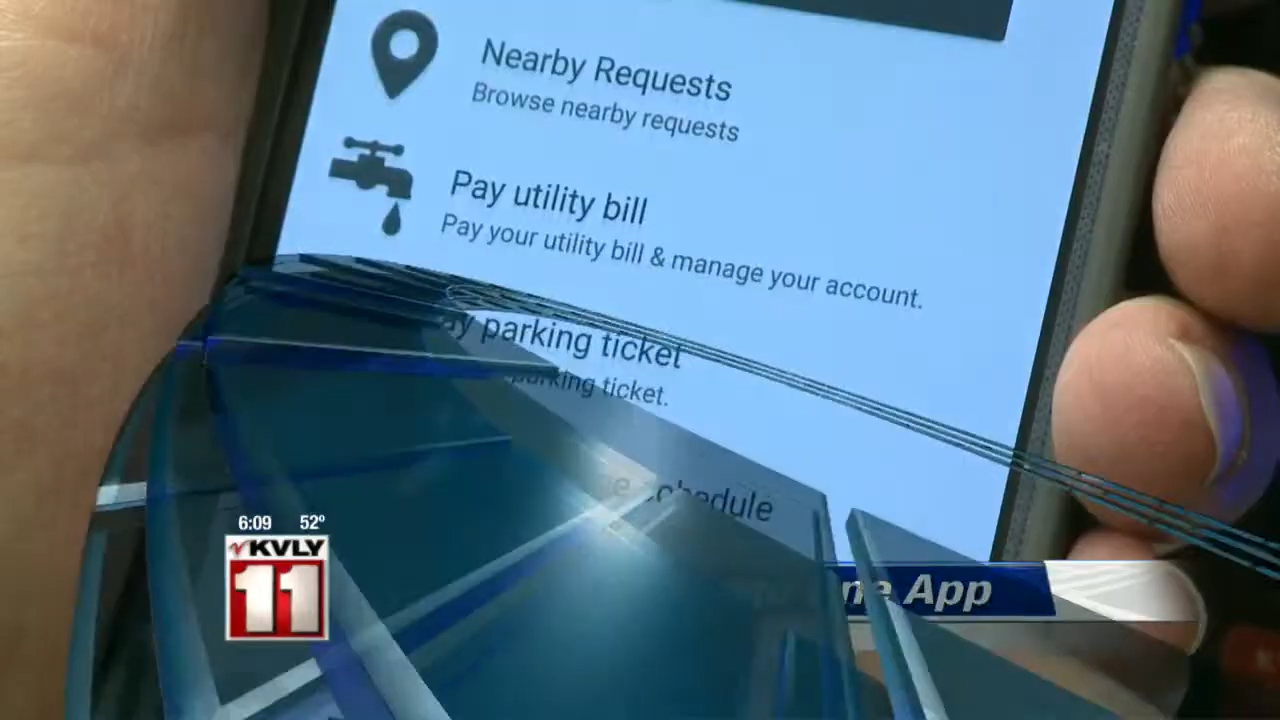 Nearby Requests
Browse nearby requests
Pay utility bill
Pay your utility bill & manage your account.
parking ticket
parking ticket.
schedule
6:09 52°
KVLY
11
App